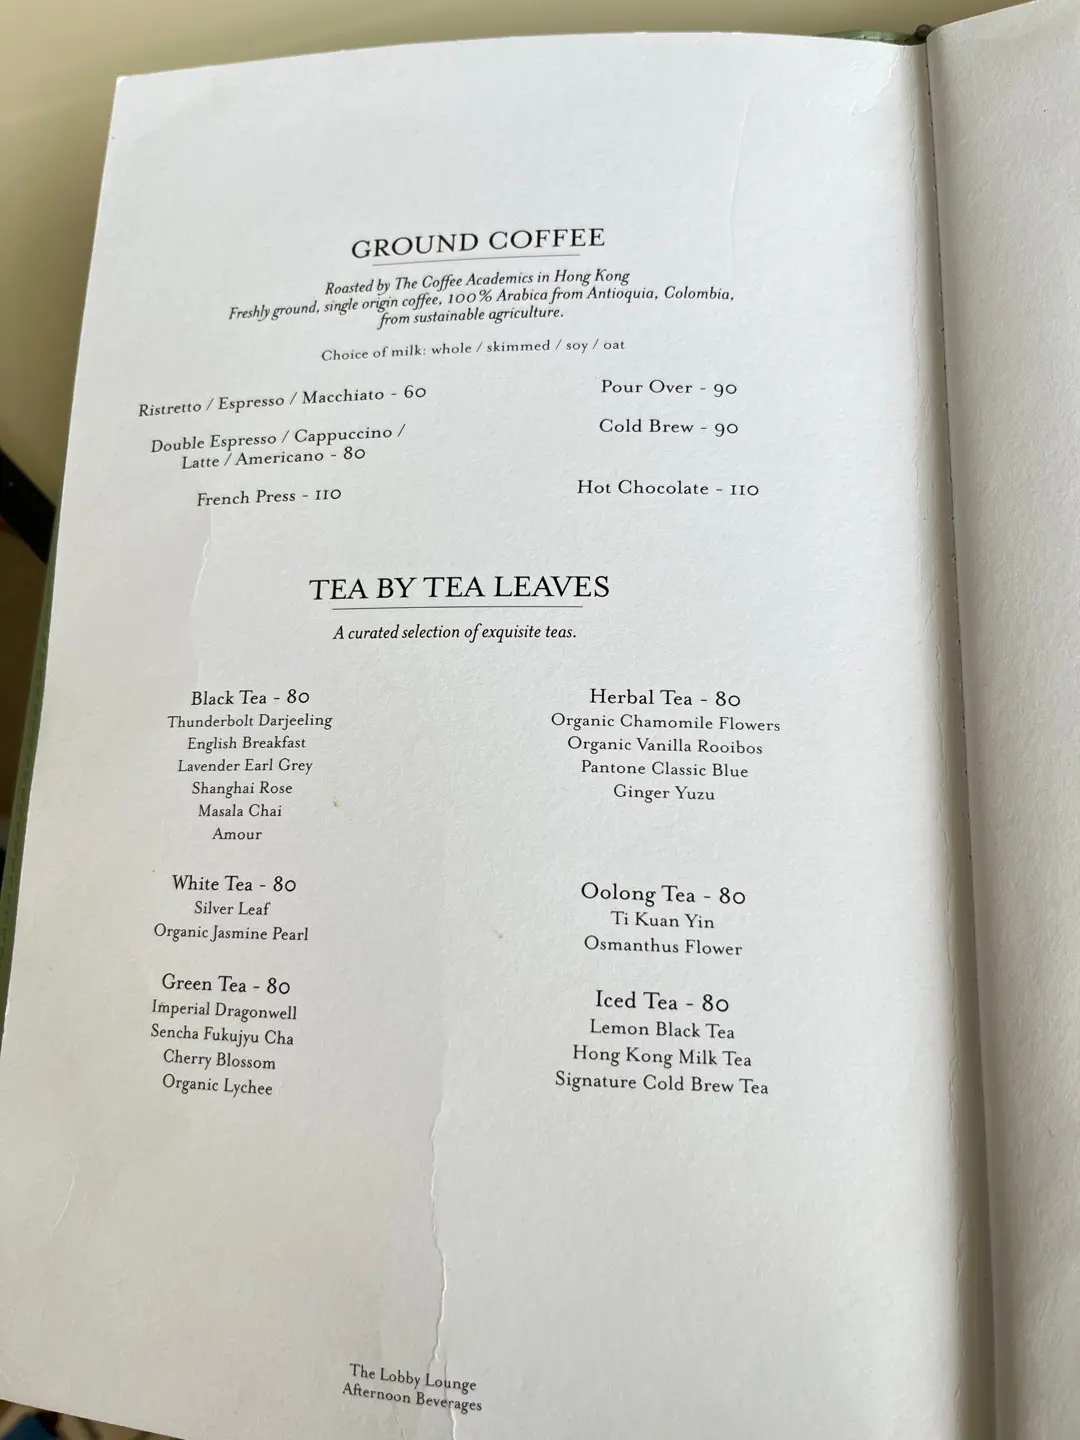 GROUND COFFEE
Roasted by The Coffee Academics in Hong Kong
Freshly ground, single origin coffee, 100% Arabica from Antioquia, Colombia,
from sustainable agriculture.
Choice of milk: whole / skimmed / soy / oat
Ristretto / Espresso / Macchiato - 60
Double Espresso / Cappuccino /
Latte / Americano - 80
French Press - 110
Pour Over - 90
Cold Brew - 90
Hot Chocolate - 110
TEA BY TEA LEAVES
A curated selection of exquisite teas.
Black Tea - 80
Thunderbolt Darjeeling
English Breakfast
Lavender Earl Grey
Shanghai Rose
Masala Chai
Amour
White Tea - 80
Silver Leaf
Organic Jasmine Pearl
Green Tea - 80
Imperial Dragonwell
Sencha Fukujyu Cha
Cherry Blossom
Organic Lychee
Herbal Tea - 80
Organic Chamomile Flowers
Organic Vanilla Rooibos
Pantone Classic Blue
Ginger Yuzu
Oolong Tea - 80
Ti Kuan Yin
Osmanthus Flower
Iced Tea - 80
Lemon Black Tea
Hong Kong Milk Tea
Signature Cold Brew Tea
The Lobby Lounge
Afternoon Beverages